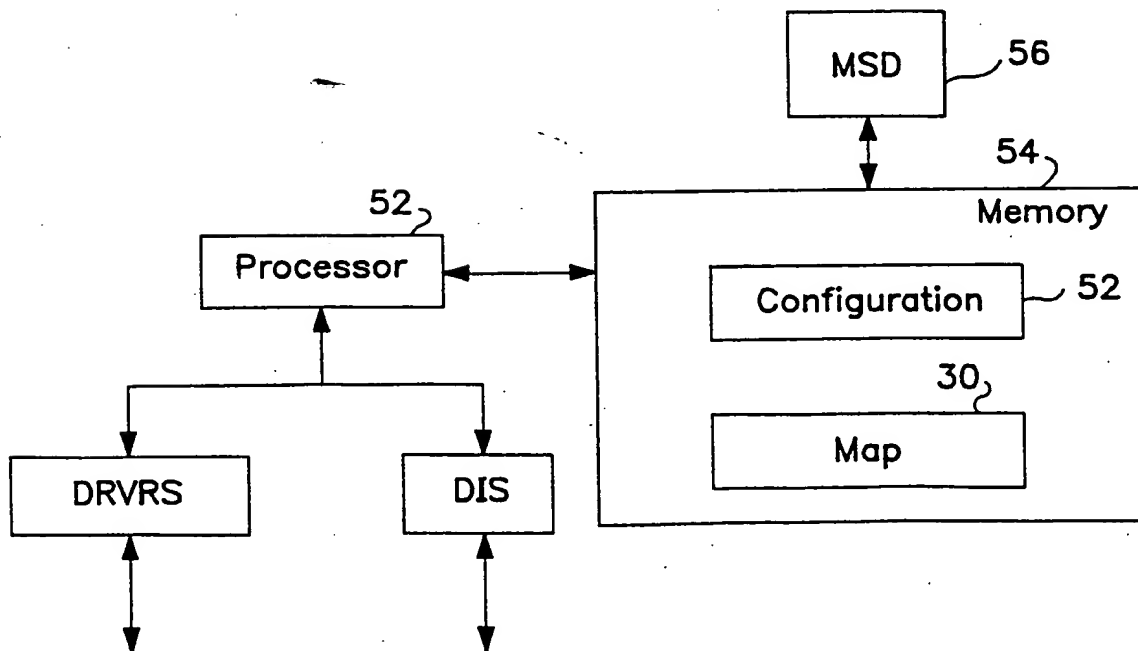 MSD
56
54
Memory
52
Processor
Configuration
52
30
Map
DRVRS
DIS